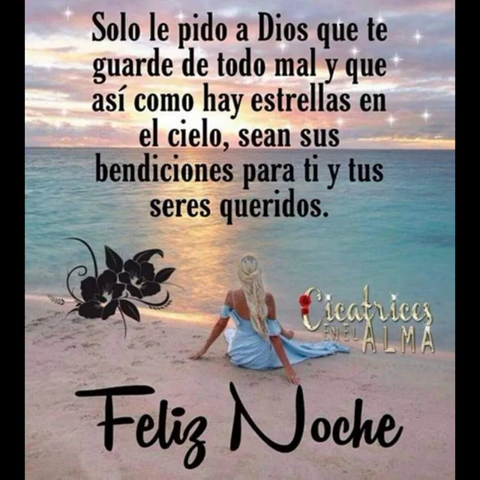 Solo le pido a Dios que te
guarde de todo mal y que
así como hay estrellas en
el cielo, sean sus
bendiciones para ti y tus
seres queridos.
Cicatrices
EN EL ALMA
Feliz Noche